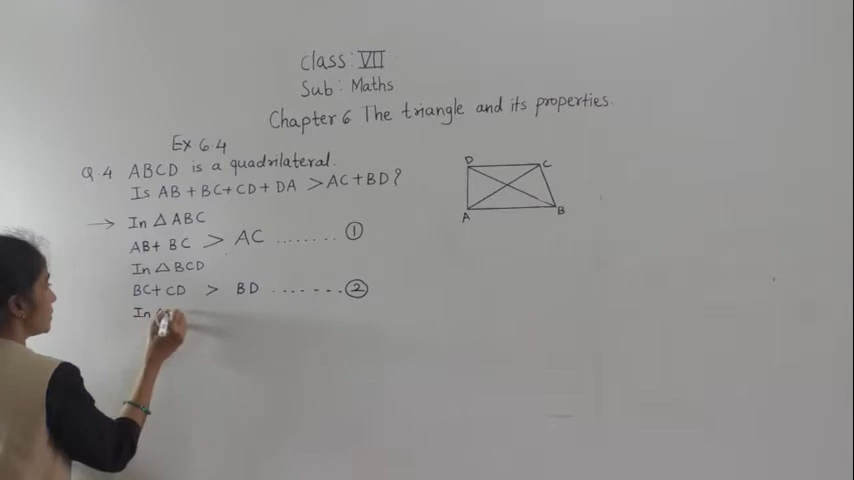 Class: VII
Sub: Maths
Chapter 6 The triangle and its properties.
Ex 6.4
Q.4 ABCD is a quadrilateral.
Is AB + BC + CD + DA > AC + BD?
→ In △ ABC
AB + BC > AC ........ ①
In △ BCD
BC + CD > BD ....... ②
In
D C
A B